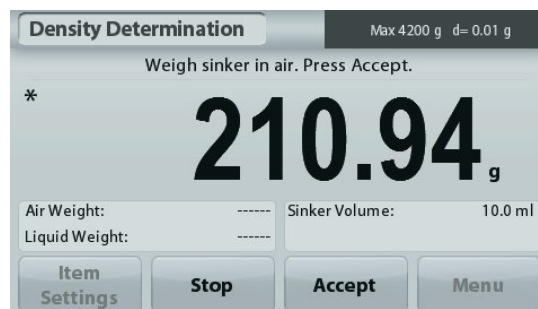 Density Determination
Max 4200 g d= 0.01 g
Weigh sinker in air. Press Accept.
*
210.94 g
Air Weight: ------ Sinker Volume: 10.0 ml
Liquid Weight: ------
Item Settings Stop Accept Menu